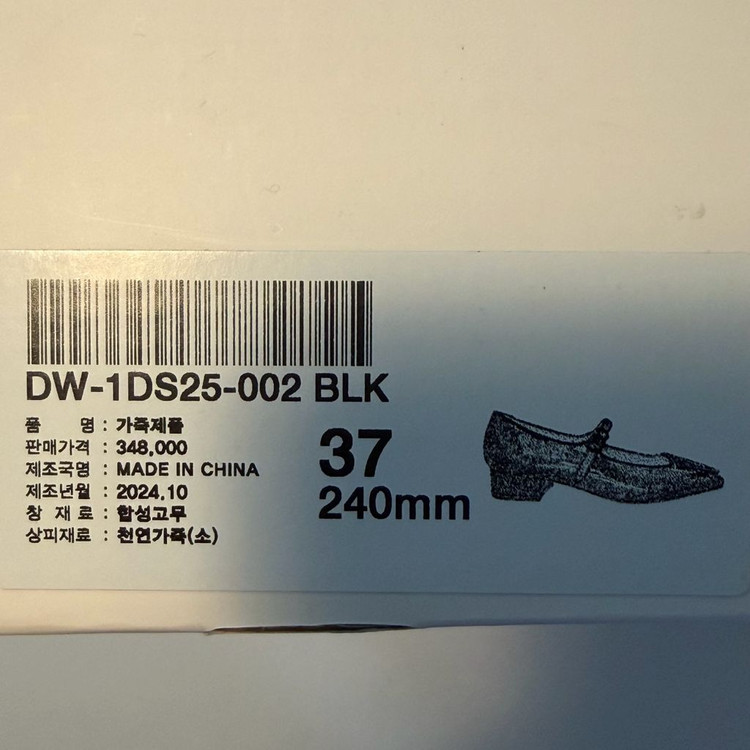 DW-1DS25-002 BLK
품 명 : 가죽제품
판매가격 : 348,000
제조국명 : MADE IN CHINA
제조년월 : 2024.10
창 재 료 : 합성고무
상피재료 : 천연가죽(소)
37
240mm